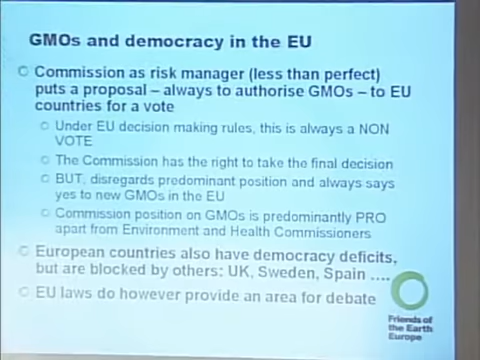 GMOs and democracy in the EU
Commission as risk manager (less than perfect)
puts a proposal – always to authorise GMOs – to EU
countries for a vote
Under EU decision making rules, this is always a NON
VOTE
The Commission has the right to take the final decision
BUT, disregards predominant position and always says
yes to new GMOs in the EU
Commission position on GMOs is predominantly PRO
apart from Environment and Health Commissioners
European countries also have democracy deficits,
but are blocked by others: UK, Sweden, Spain ....
EU laws do however provide an area for debate
Friends of
the Earth
Europe